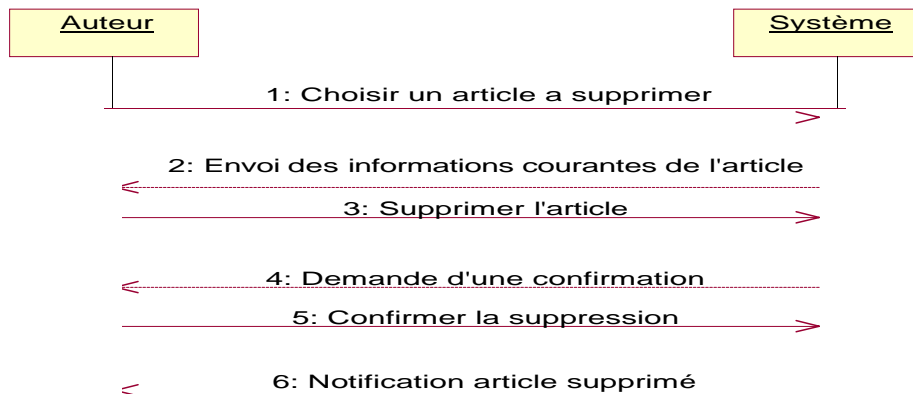 Auteur
Système
1: Choisir un article a supprimer
2: Envoi des informations courantes de l'article
3: Supprimer l'article
4: Demande d'une confirmation
5: Confirmer la suppression
6: Notification article supprimé